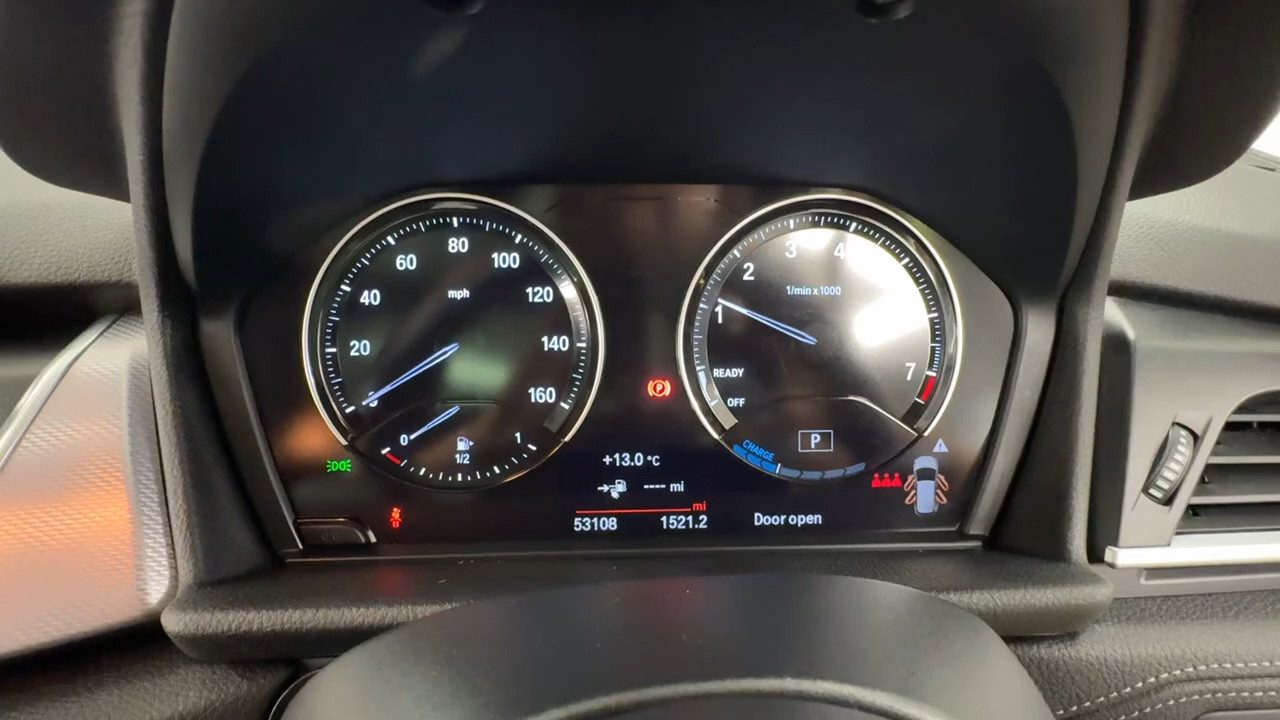 80
60
100
40
mph
120
20
140
0
160
0
1/2
1
+13.0 °C
---- mi
mi
53108
1521.2
P
2
3
4
1/min x 1000
1
READY
7
OFF
P
CHARGE
Door open